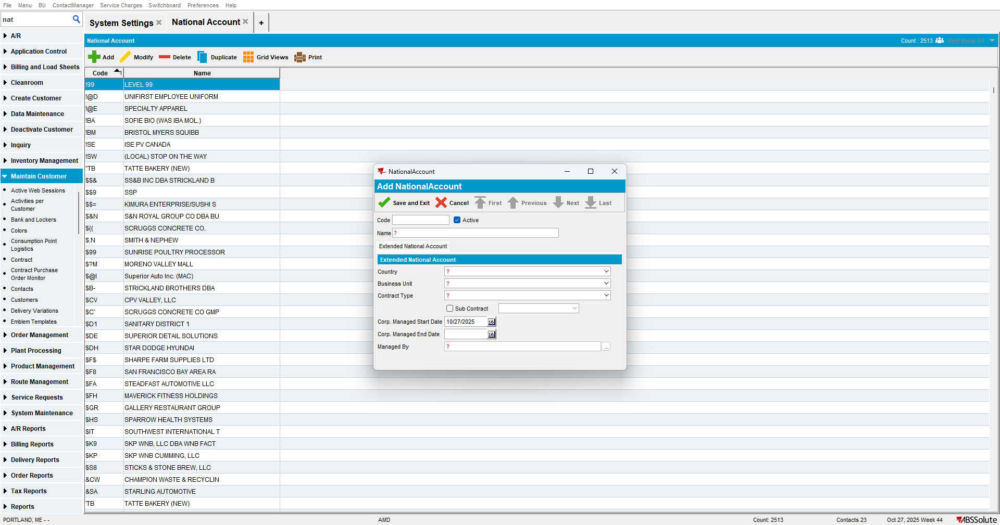 File Menu BU ContactManager Service Charges Switchboard Preferences Help
nat
System Settings National Account +
National Account Count : 2513 Grid View All
Add Modify Delete Duplicate Grid Views Print
Code 1 Name
!99 LEVEL 99
!@D UNIFIRST EMPLOYEE UNIFORM
!@E SPECIALTY APPAREL
!BA SOFIE BIO (WAS IBA MOL.)
!BM BRISTOL MYERS SQUIBB
!SE ISE PV CANADA
!SW (LOCAL) STOP ON THE WAY
"TB TATTE BAKERY (NEW)
$$& SS&B INC DBA STRICKLAND B
$$9 SSP
$$= KIMURA ENTERPRISE/SUSHI S
$&N S&N ROYAL GROUP CO DBA BU
$(( SCRUGGS CONCRETE CO.
$.N SMITH & NEPHEW
$99 SUNRISE POULTRY PROCESSOR
$?M MORENO VALLEY MALL
$@I Superior Auto Inc. (MAC)
$B- STRICKLAND BROTHERS DBA
$CV CPV VALLEY, LLC
$C` SCRUGGS CONCRETE CO GMP
$D1 SANITARY DISTRICT 1
$DE SUPERIOR DETAIL SOLUTIONS
$DH STAR DODGE HYUNDAI
$F$ SHARPE FARM SUPPLIES LTD
$F8 SAN FRANCISCO BAY AREA RA
$FA STEADFAST AUTOMOTIVE LLC
$FH MAVERICK FITNESS HOLDINGS
$GR GALLERY RESTAURANT GROUP
$HS SPARROW HEALTH SYSTEMS
$IT SOUTHWEST INTERNATIONAL T
$K9 SKP WNB, LLC DBA WNB FACT
$KP SKP WNB CUMMING, LLC
$S8 STICKS & STONE BREW, LLC
&CW CHAMPION WASTE & RECYCLIN
&SA STARLING AUTOMOTIVE
'TB TATTE BAKERY (NEW)
A/R
Application Control
Billing and Load Sheets
Cleanroom
Create Customer
Data Maintenance
Deactivate Customer
Inquiry
Inventory Management
Maintain Customer
Active Web Sessions
Activities per
Customer
Bank and Lockers
Colors
Consumption Point
Logistics
Contract
Contract Purchase
Order Monitor
Contacts
Customers
Delivery Variations
Emblem Templates
Order Management
Plant Processing
Product Management
Route Management
Service Requests
System Maintenance
A/R Reports
Billing Reports
Delivery Reports
Order Reports
Tax Reports
Reports
NationalAccount
Add NationalAccount
Save and Exit Cancel First Previous Next Last
Code Active
Name ?
Extended National Account
Extended National Account
Country ?
Business Unit ?
Contract Type ?
Sub Contract
Corp. Managed Start Date 10/27/2025 16
Corp. Managed End Date 16
Managed By ? ...
PORTLAND, ME - - AMD Count: 2513 Contacts 23 Oct 27, 2025 Week 44 ABSSolute